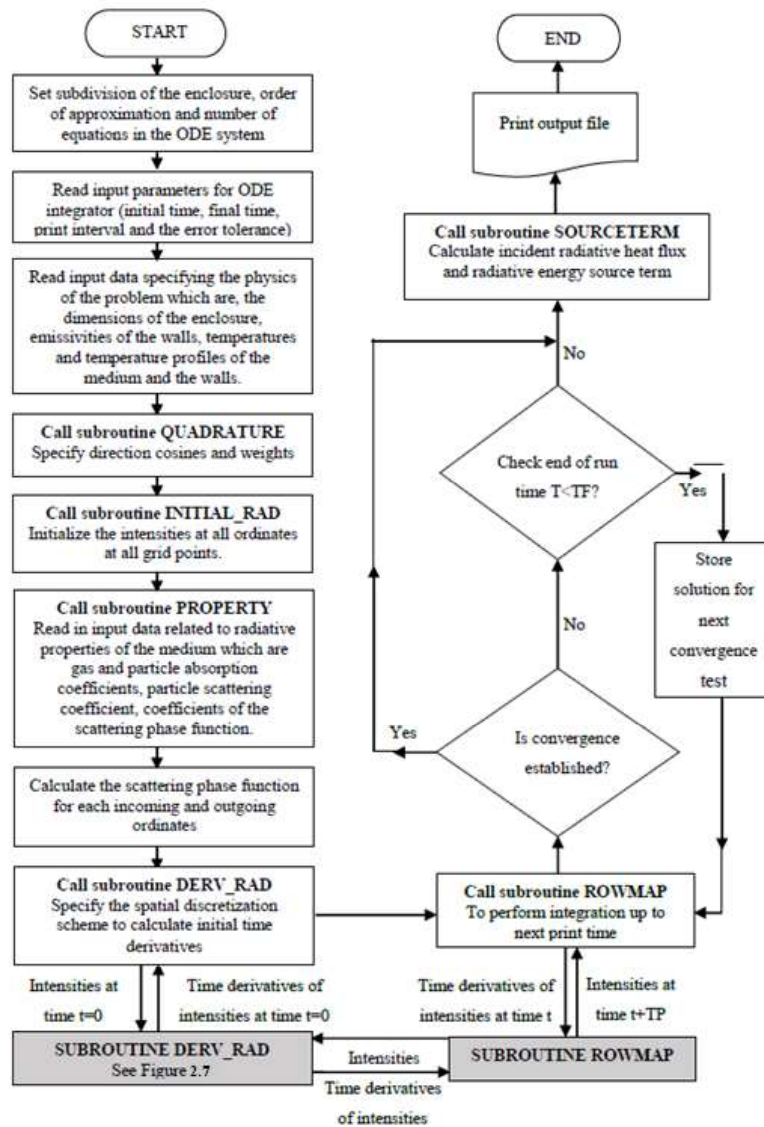 START
Set subdivision of the enclosure, order
of approximation and number of
equations in the ODE system
Read input parameters for ODE
integrator (initial time, final time,
print interval and the error tolerance)
Read input data specifying the physics
of the problem which are, the
dimensions of the enclosure,
emissivities of the walls, temperatures
and temperature profiles of the
medium and the walls.
Call subroutine QUADRATURE
Specify direction cosines and weights
Call subroutine INITIAL_RAD
Initialize the intensities at all ordinates
at all grid points.
Call subroutine PROPERTY
Read in input data related to radiative
properties of the medium which are
gas and particle absorption
coefficients, particle scattering
coefficient, coefficients of the
scattering phase function.
Calculate the scattering phase function
for each incoming and outgoing
ordinates
Call subroutine DERV_RAD
Specify the spatial discretization
scheme to calculate initial time
derivatives
Intensities at
time t=0
Time derivatives of
intensities at time t=0
SUBROUTINE DERV_RAD
See Figure 2.7
Intensities
Time derivatives
of intensities
END
Print output file
Call subroutine SOURCETERM
Calculate incident radiative heat flux
and radiative energy source term
No
Check end of run
time T<TF?
Yes
Store
solution for
next
convergence
test
No
Yes
Is convergence
established?
Call subroutine ROWMAP
To perform integration up to
next print time
Time derivatives of
intensities at time t
Intensities at
time t+TP
SUBROUTINE ROWMAP